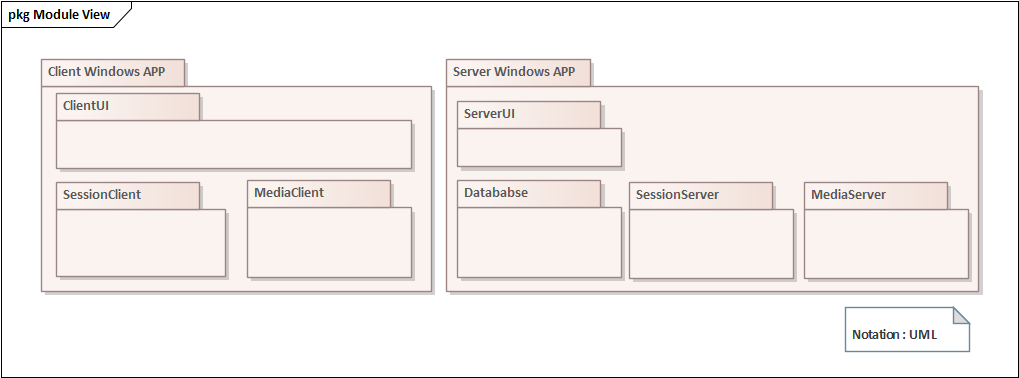 pkg Module View
Client Windows APP
ClientUI
SessionClient
MediaClient
Server Windows APP
ServerUI
Datababse
SessionServer
MediaServer
Notation : UML